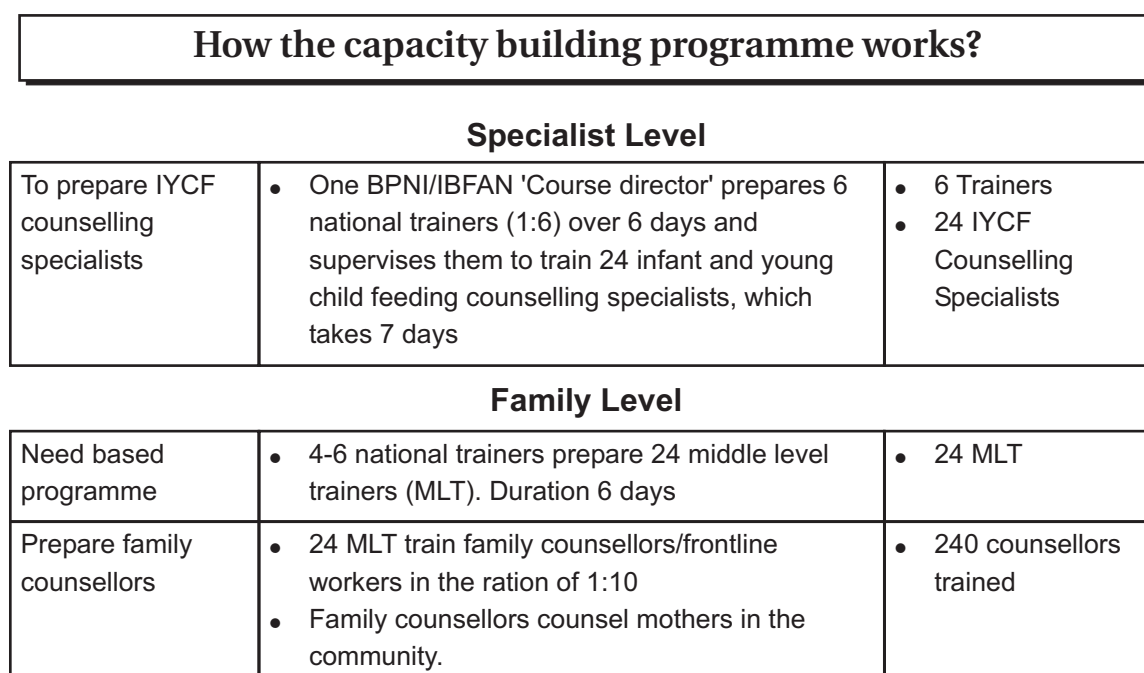 How the capacity building programme works?
Specialist Level
To prepare IYCF
counselling
specialists
● One BPNI/IBFAN 'Course director' prepares 6
national trainers (1:6) over 6 days and
supervises them to train 24 infant and young
child feeding counselling specialists, which
takes 7 days
● 6 Trainers
● 24 IYCF
Counselling
Specialists
Family Level
Need based
programme
● 4-6 national trainers prepare 24 middle level
trainers (MLT). Duration 6 days
● 24 MLT
Prepare family
counsellors
● 24 MLT train family counsellors/frontline
workers in the ration of 1:10
● Family counsellors counsel mothers in the
community.
● 240 counsellors
trained